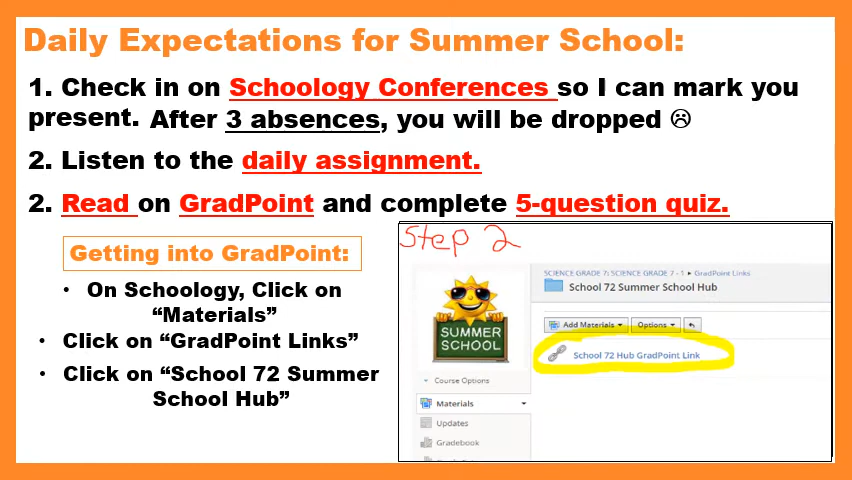 Daily Expectations for Summer School:
1. Check in on Schoology Conferences so I can mark you
present. After 3 absences, you will be dropped ☹
2. Listen to the daily assignment.
2. Read on GradPoint and complete 5-question quiz.
Getting into GradPoint:
• On Schoology, Click on
“Materials”
• Click on “GradPoint Links”
• Click on “School 72 Summer
School Hub”
Step 2
SUMMER
SCHOOL
Course Options
Materials
Updates
Gradebook
SCIENCE GRADE 7: SCIENCE GRADE 7 - 1 ▸ GradPoint Links
School 72 Summer School Hub
Add Materials Options
School 72 Hub GradPoint Link